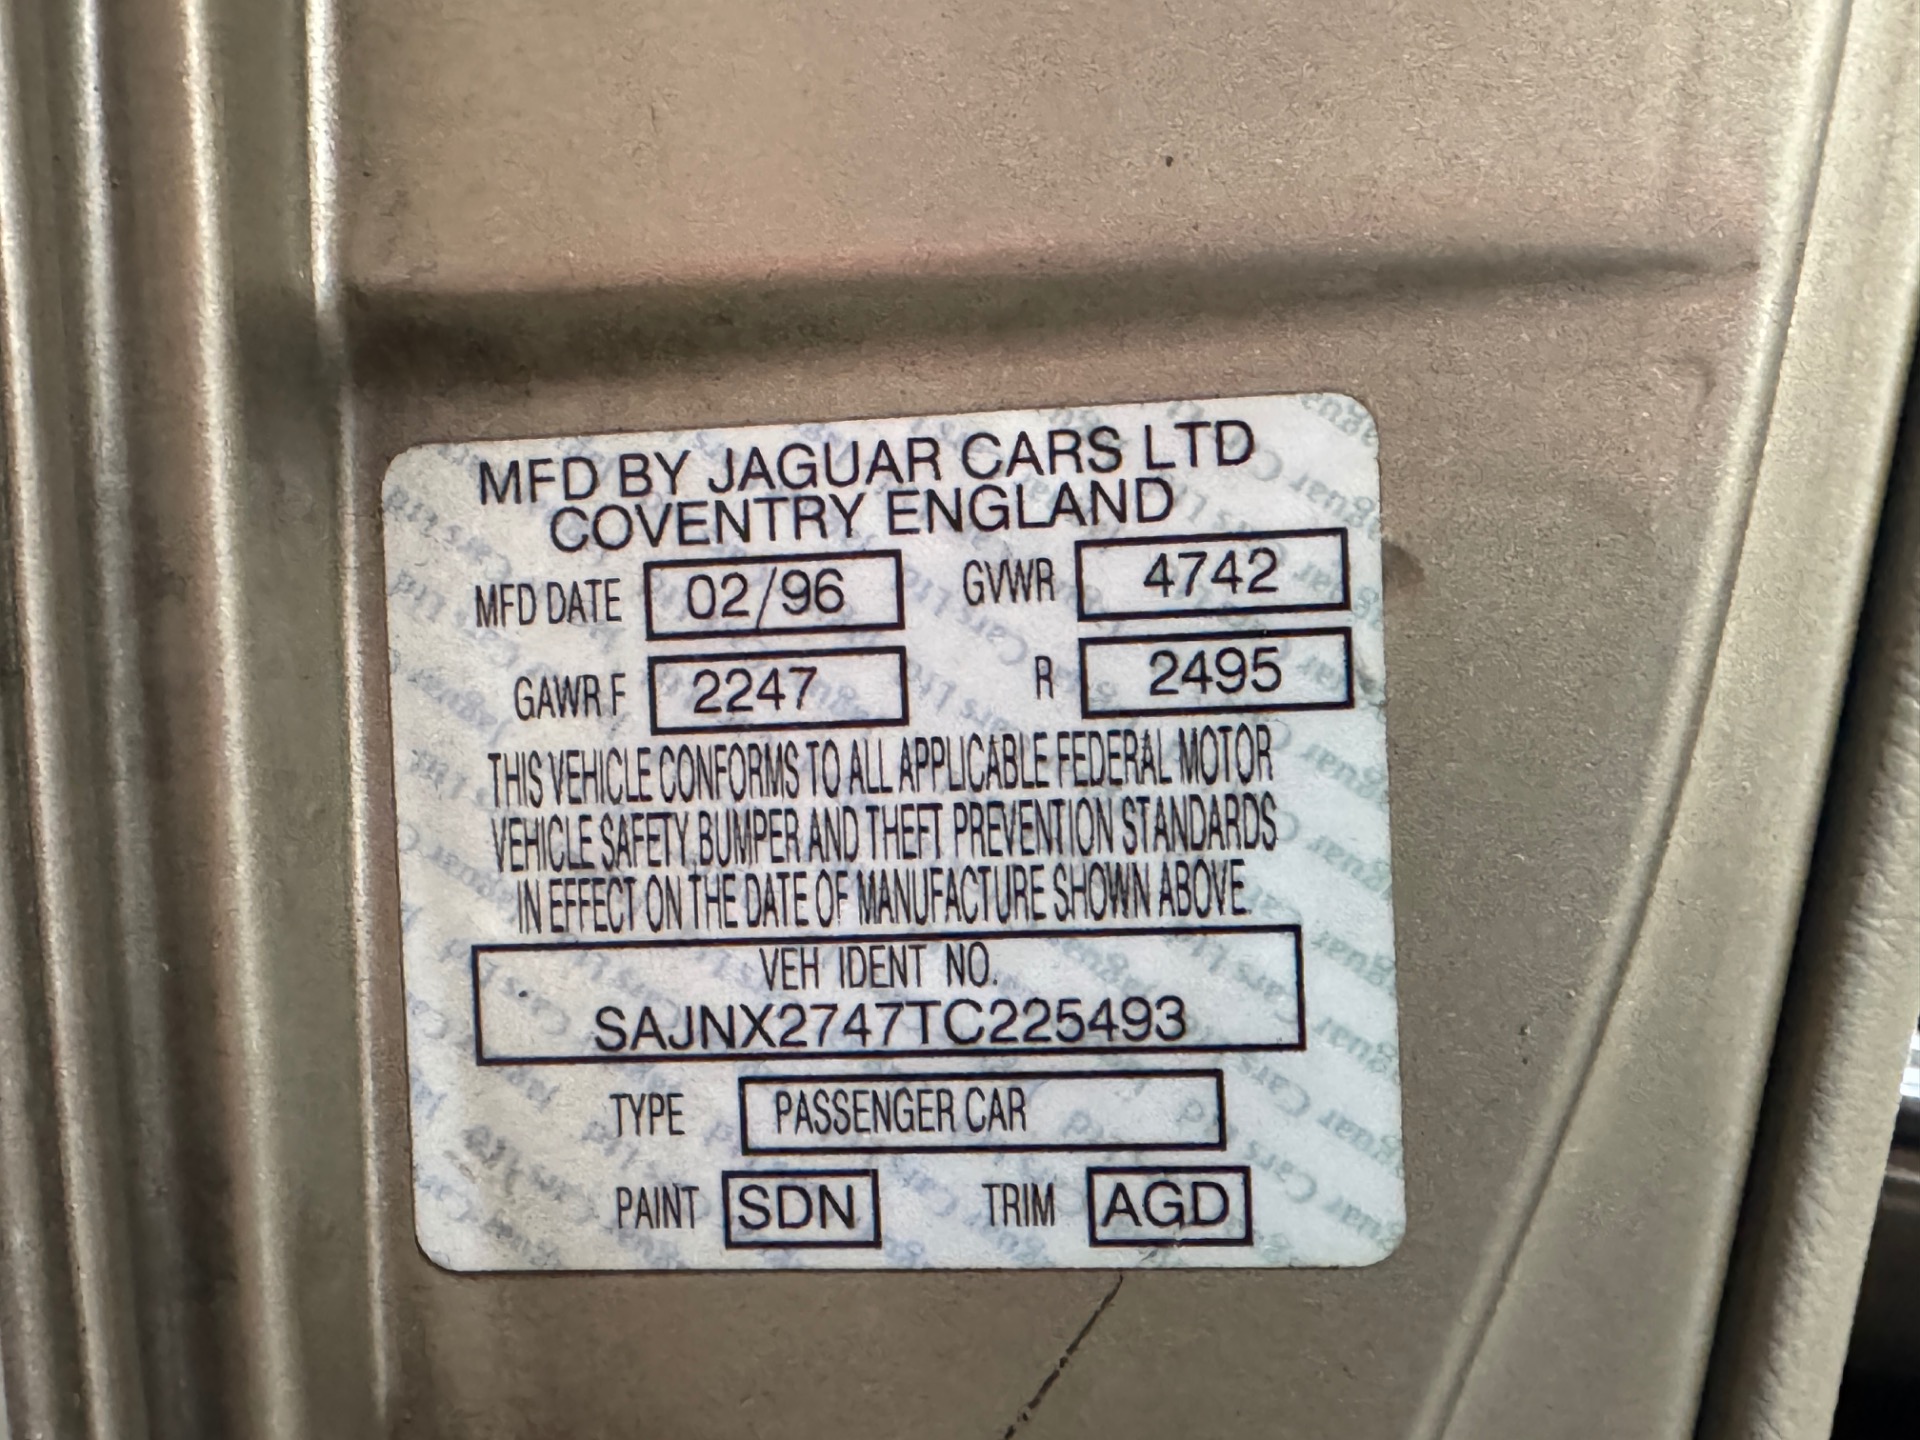 MFD BY JAGUAR CARS LTD
COVENTRY ENGLAND
MFD DATE 02/96 GVWR 4742
GAWR F 2247 R 2495
THIS VEHICLE CONFORMS TO ALL APPLICABLE FEDERAL MOTOR
VEHICLE SAFETY, BUMPER AND THEFT PREVENTION STANDARDS
IN EFFECT ON THE DATE OF MANUFACTURE SHOWN ABOVE.
VEH IDENT NO.
SAJNX2747TC225493
TYPE PASSENGER CAR
PAINT SDN TRIM AGD